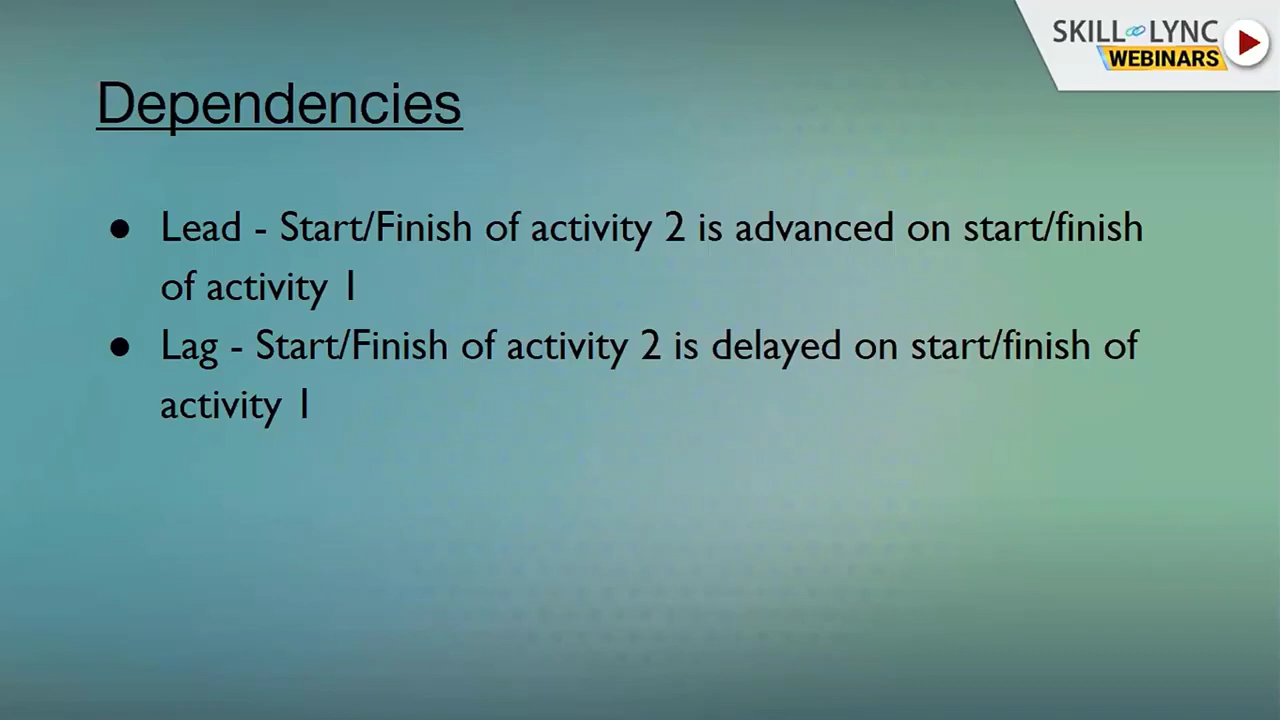 SKILL LYNC
WEBINARS
Dependencies
● Lead - Start/Finish of activity 2 is advanced on start/finish
of activity 1
● Lag - Start/Finish of activity 2 is delayed on start/finish of
activity 1